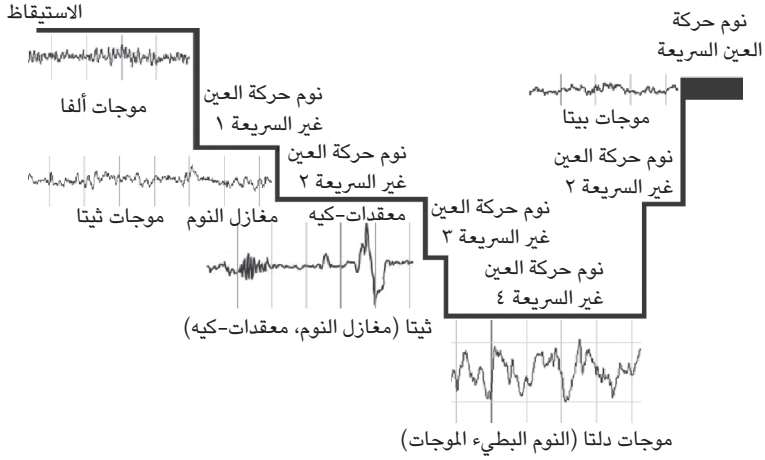 الاستيقاظ
نوم حركة
العين السريعة
موجات ألفا
نوم حركة العين
غير السريعة ١
موجات بيتا
نوم حركة العين
غير السريعة ٢
نوم حركة العين
غير السريعة ٢
موجات ثيتا
مغازل النوم
معقدات-كيه
نوم حركة العين
غير السريعة ٣
نوم حركة العين
غير السريعة ٤
ثيتا (مغازل النوم، معقدات-كيه)
موجات دلتا (النوم البطيء الموجات)